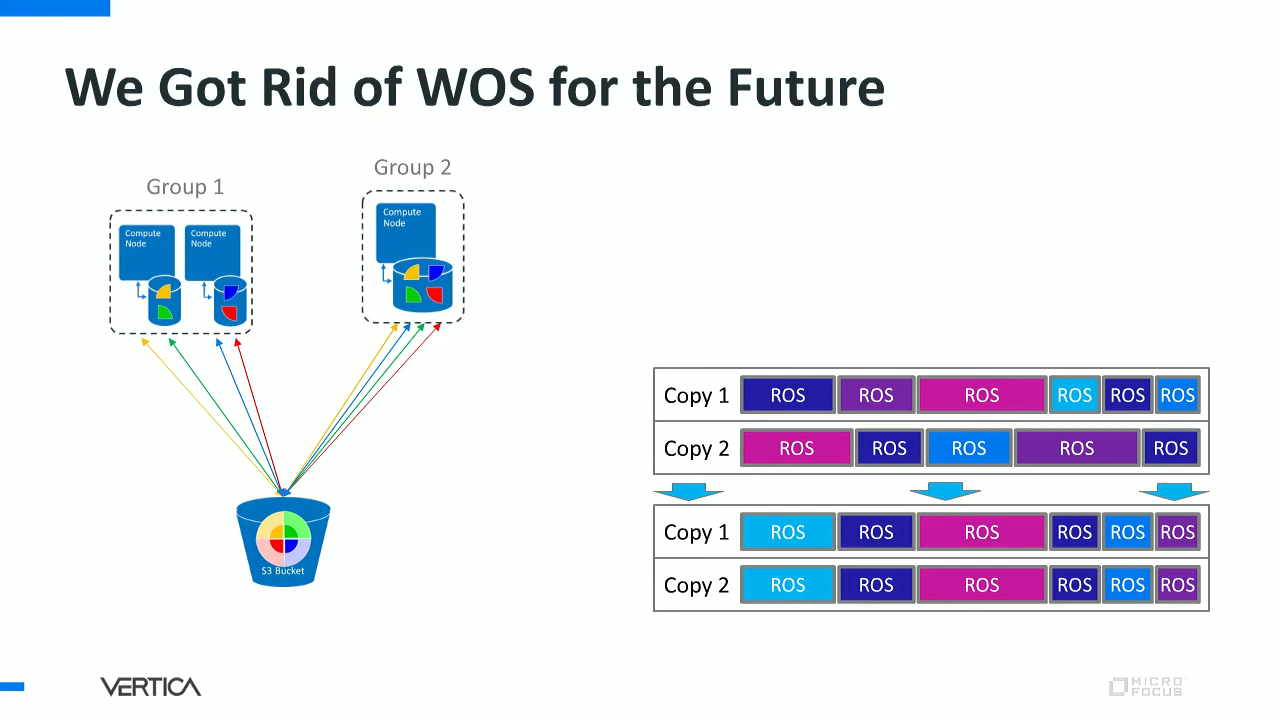 We Got Rid of WOS for the Future
Group 1
Group 2
Compute
Node
Compute
Node
Compute
Node
S3 Bucket
Copy 1 ROS ROS ROS ROS ROS ROS
Copy 2 ROS ROS ROS ROS ROS
Copy 1 ROS ROS ROS ROS ROS ROS
Copy 2 ROS ROS ROS ROS ROS ROS
VERTICA
MICRO
FOCUS